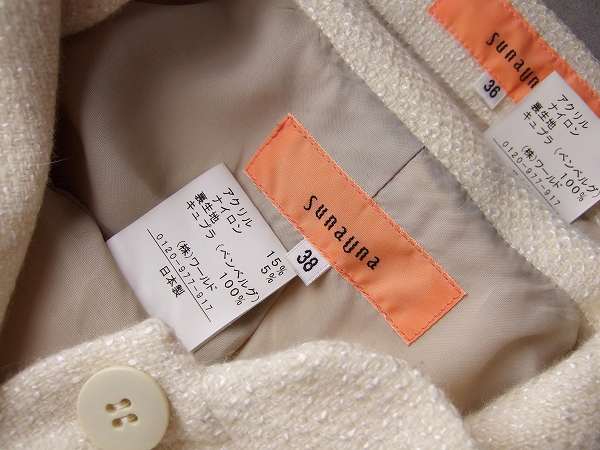 sunauna
36
アクリル
ナイロン
裏生地
キュプラ (ベンベルグ)
100%
(株)ワールド
0120-977-917
sunauna
38
アクリル 15%
ナイロン 5%
裏生地
キュプラ (ベンベルグ)
100%
(株)ワールド
0120-977-917
日本製